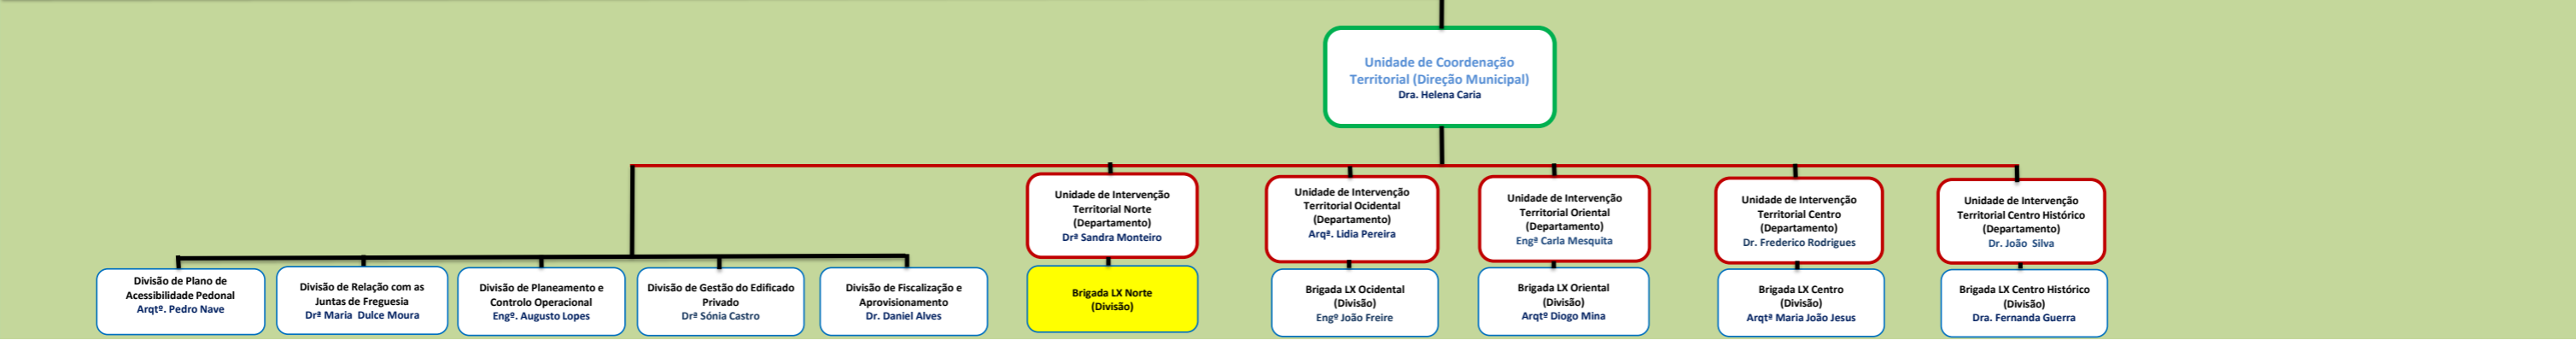 Unidade de Coordenação
Territorial (Direção Municipal)
Dra. Helena Caria
Unidade de Intervenção
Territorial Norte
(Departamento)
Drª Sandra Monteiro
Unidade de Intervenção
Territorial Ocidental
(Departamento)
Arqª. Lidia Pereira
Unidade de Intervenção
Territorial Oriental
(Departamento)
Engª Carla Mesquita
Unidade de Intervenção
Territorial Centro
(Departamento)
Dr. Frederico Rodrigues
Unidade de Intervenção
Territorial Centro Histórico
(Departamento)
Dr. João  Silva
Divisão de Plano de
Acessibilidade Pedonal
Arqtº. Pedro Nave
Divisão de Relação com as
Juntas de Freguesia
Drª Maria  Dulce Moura
Divisão de Planeamento e
Controlo Operacional
Engº. Augusto Lopes
Divisão de Gestão do Edificado
Privado
Drª Sónia Castro
Divisão de Fiscalização e
Aprovisionamento
Dr. Daniel Alves
Brigada LX Norte
(Divisão)
Brigada LX Ocidental
(Divisão)
Engº João Freire
Brigada LX Oriental
(Divisão)
Arqtº Diogo Mina
Brigada LX Centro
(Divisão)
Arqtª Maria João Jesus
Brigada LX Centro Histórico
(Divisão)
Dra. Fernanda Guerra